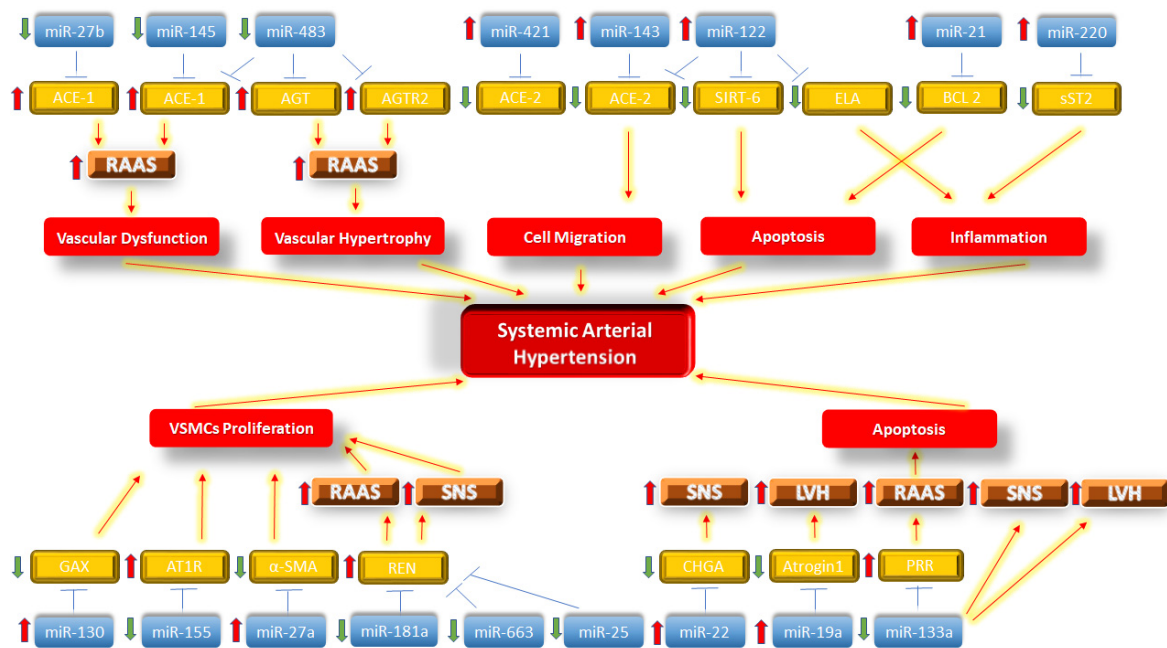 miR-27b
miR-145
miR-483
miR-421
miR-143
miR-122
miR-21
miR-220
ACE-1
ACE-1
AGT
AGTR2
ACE-2
ACE-2
SIRT-6
ELA
BCL 2
sST2
RAAS
RAAS
Vascular Dysfunction
Vascular Hypertrophy
Cell Migration
Apoptosis
Inflammation
Systemic Arterial
Hypertension
VSMCs Proliferation
Apoptosis
RAAS
SNS
SNS
LVH
RAAS
SNS
LVH
GAX
AT1R
α-SMA
REN
CHGA
Atrogin1
PRR
miR-130
miR-155
miR-27a
miR-181a
miR-663
miR-25
miR-22
miR-19a
miR-133a